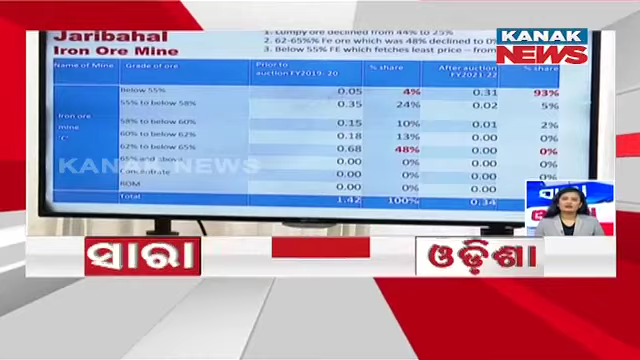 Jaribahal
Iron Ore Mine
1. Lumpy ore declined from 44% to 25%
2. 62-65% Fe ore which was 48% declined to 0%
3. Below 55% FE which fetches least price – from
KANAK
NEWS
Name of Mine Grade of ore Prior to auction FY2019-20 % share After auction FY2021-22 % share
Iron ore mine 'C'
Below 55% 0.05 4% 0.31 93%
55% to below 58% 0.35 24% 0.02 5%
58% to below 60% 0.15 10% 0.01 2%
60% to below 62% 0.18 13% 0.00 0%
62% to below 65% 0.68 48% 0.00 0%
65% and above 0.00 0% 0.00 0%
Concentrate 0.00 0% 0.00 0%
ROM 0.00 0% 0.00 0%
Total 1.42 100% 0.34
KANAK NEWS
ସାରା
ଓଡ଼ିଶା